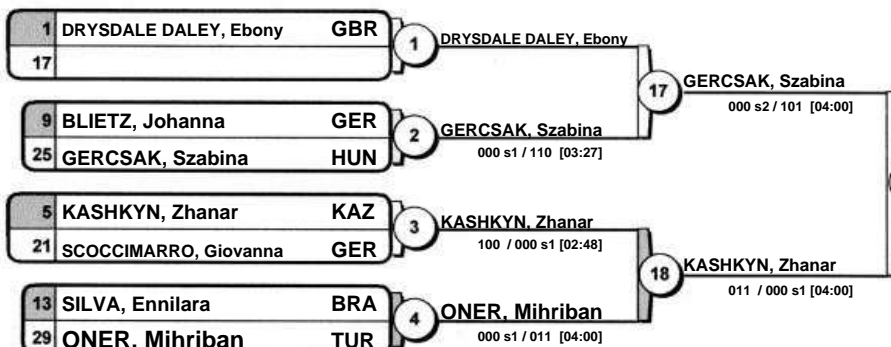 1 DRYSDALE DALEY, Ebony GBR
17
1
DRYSDALE DALEY, Ebony
9 BLIETZ, Johanna GER
25 GERCSAK, Szabina HUN
2
GERCSAK, Szabina
000 s1 / 110 [03:27]
17
GERCSAK, Szabina
000 s2 / 101 [04:00]
5 KASHKYN, Zhanar KAZ
21 SCOCCIMARRO, Giovanna GER
3
KASHKYN, Zhanar
100 / 000 s1 [02:48]
13 SILVA, Ennilara BRA
29 ONER, Mihriban TUR
4
ONER, Mihriban
000 s1 / 011 [04:00]
18
KASHKYN, Zhanar
011 / 000 s1 [04:00]